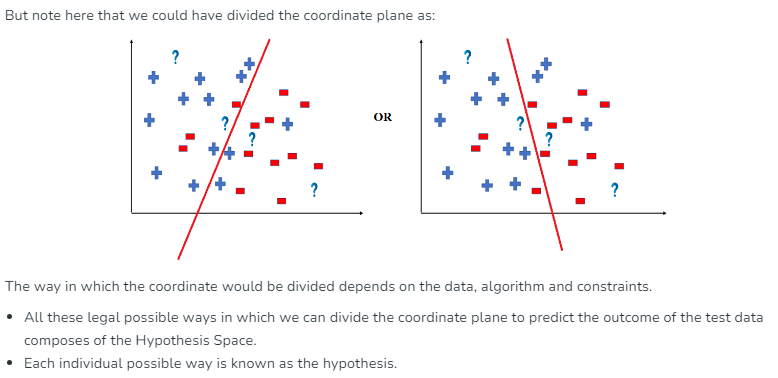 But note here that we could have divided the coordinate plane as:
? ?
OR
? ?
? ?
? ?
The way in which the coordinate would be divided depends on the data, algorithm and constraints.
• All these legal possible ways in which we can divide the coordinate plane to predict the outcome of the test data
composes of the Hypothesis Space.
• Each individual possible way is known as the hypothesis.